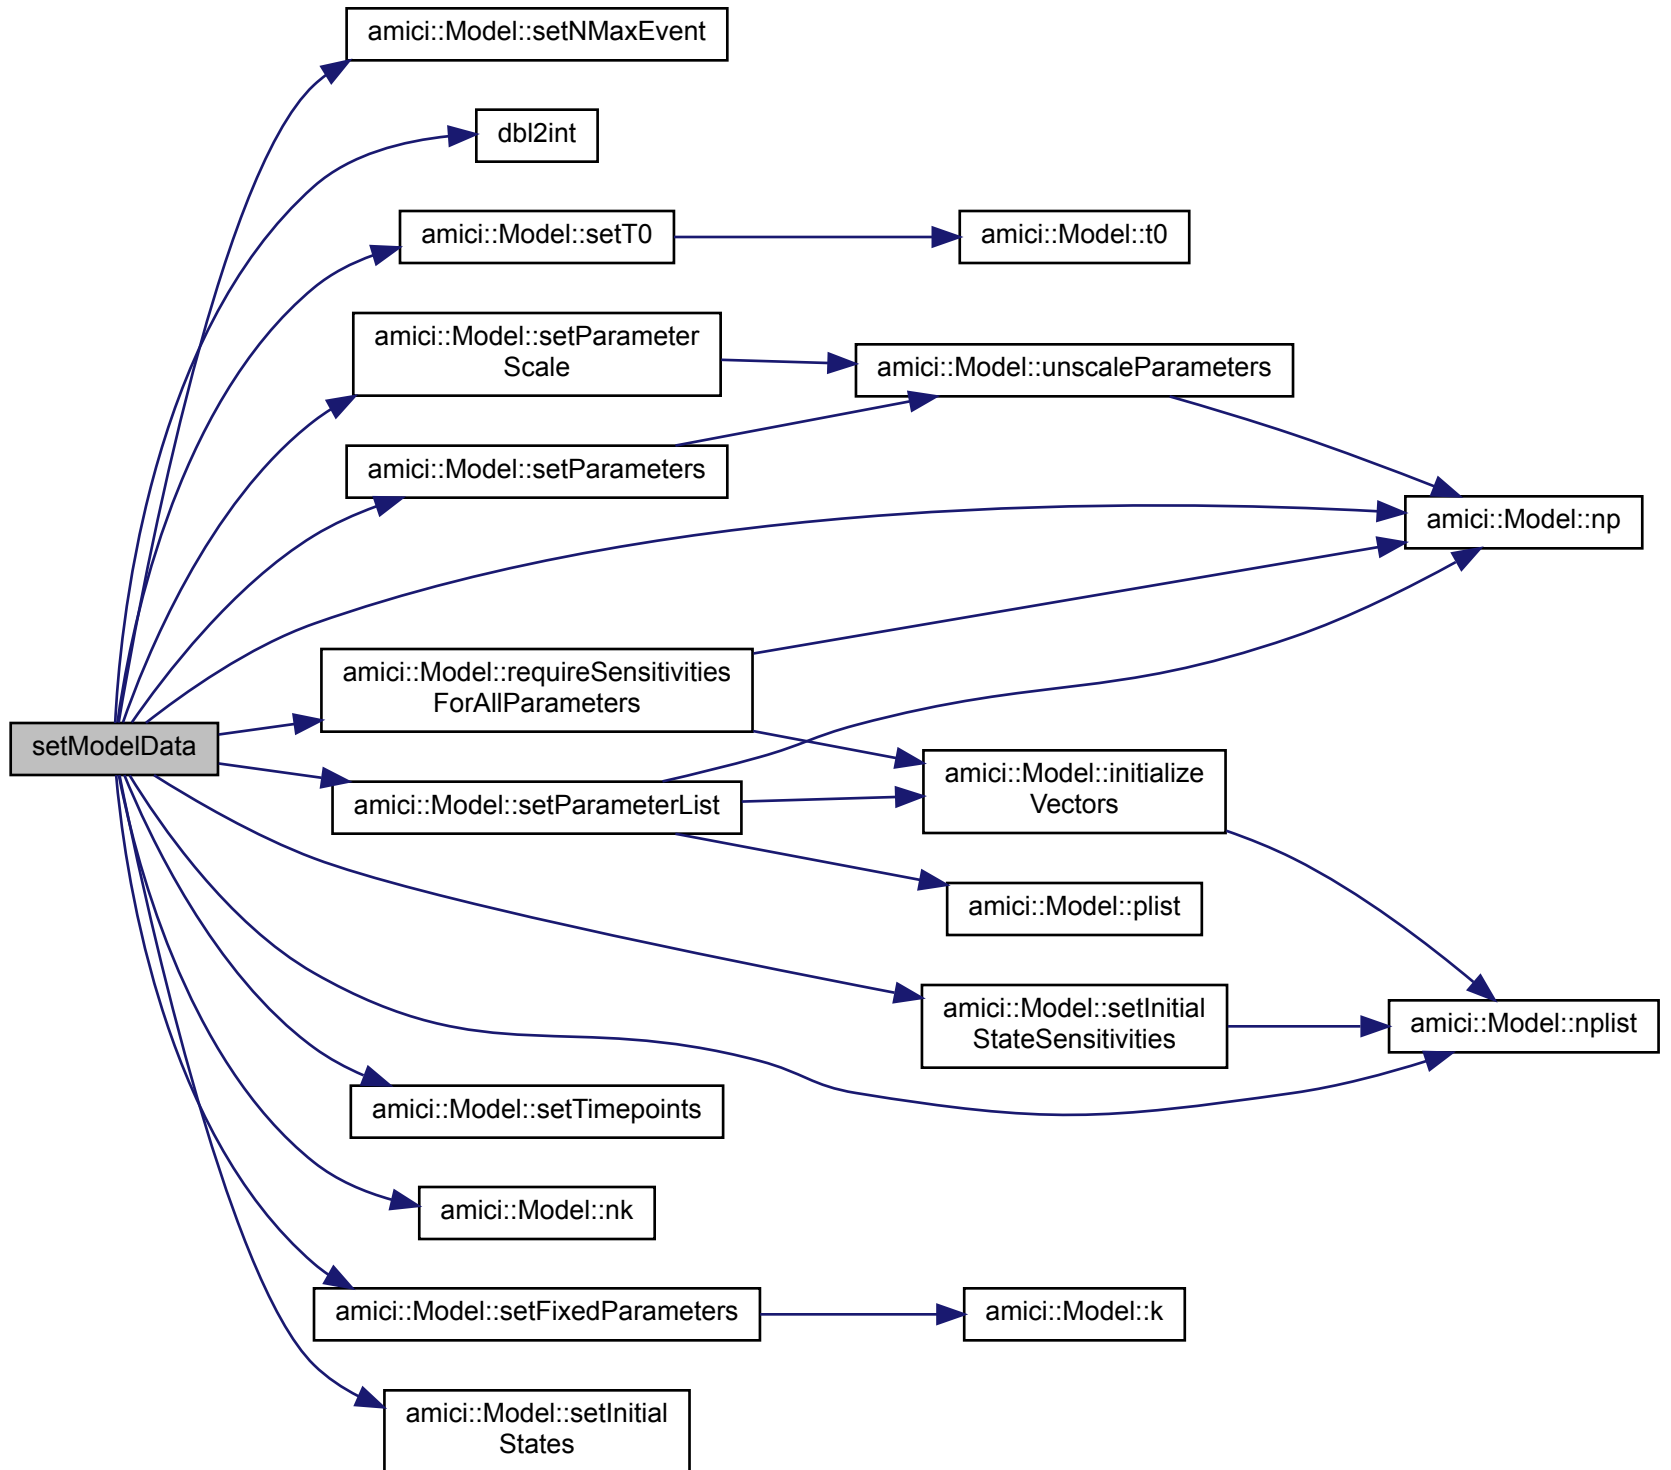 amici::Model::setNMaxEvent
dbl2int
amici::Model::setT0
amici::Model::t0
amici::Model::setParameter
Scale
amici::Model::unscaleParameters
amici::Model::setParameters
amici::Model::np
amici::Model::requireSensitivities
ForAllParameters
setModelData
amici::Model::initialize
Vectors
amici::Model::setParameterList
amici::Model::plist
amici::Model::setInitial
StateSensitivities
amici::Model::nplist
amici::Model::setTimepoints
amici::Model::nk
amici::Model::setFixedParameters
amici::Model::k
amici::Model::setInitial
States